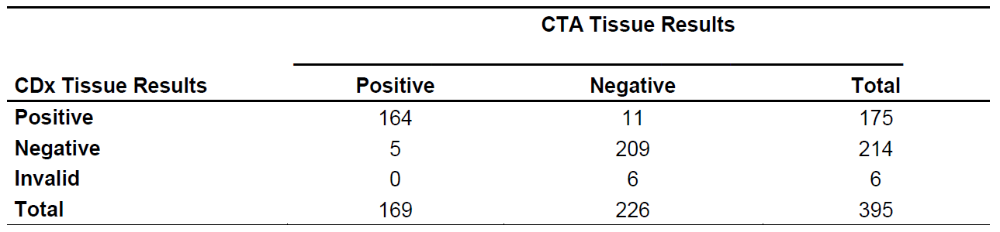 CTA Tissue Results
CDx Tissue Results Positive Negative Total
Positive 164 11 175
Negative 5 209 214
Invalid 0 6 6
Total 169 226 395